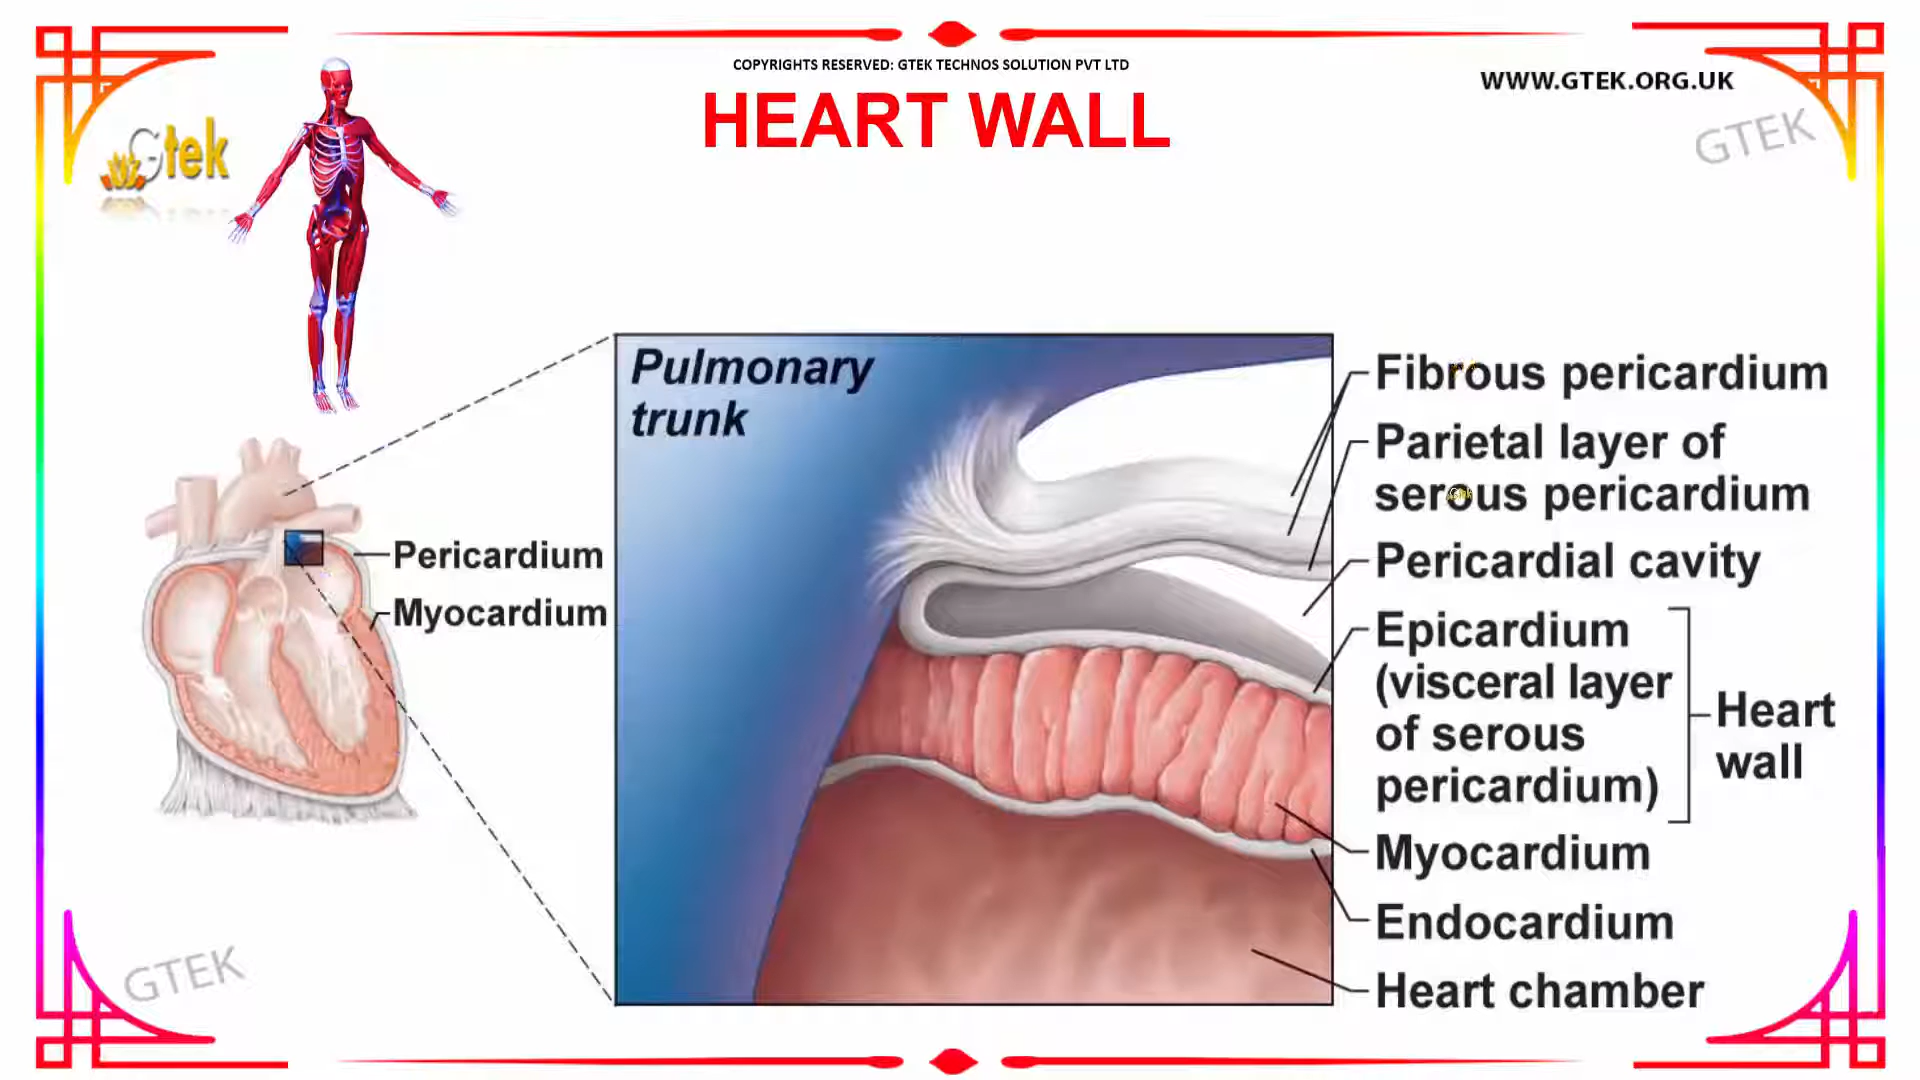 COPYRIGHTS RESERVED: GTEK TECHNOS SOLUTION PVT LTD
WWW.GTEK.ORG.UK
HEART WALL
GTEK
Gtek
Pulmonary
trunk
Fibrous pericardium
Parietal layer of
serous pericardium
Pericardial cavity
Pericardium
Myocardium
Epicardium
(visceral layer
of serous
pericardium)
Heart
wall
Myocardium
Endocardium
Heart chamber
GTEK